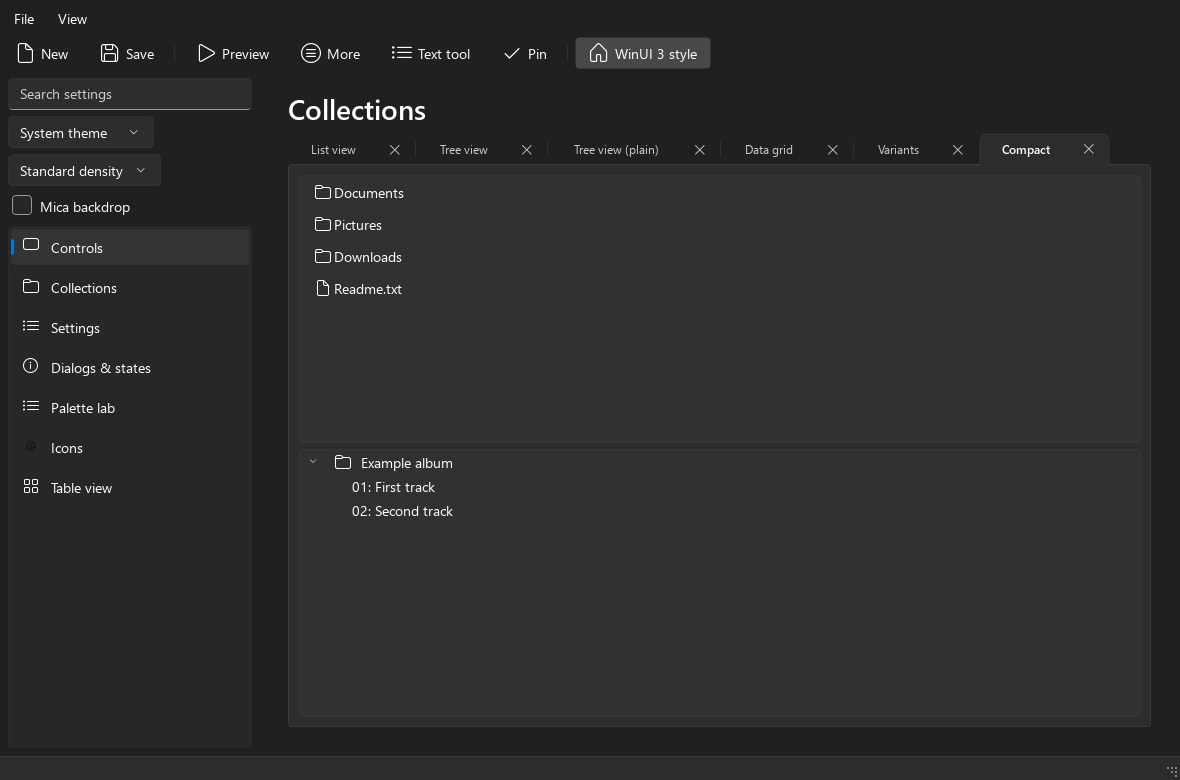 File View
New Save Preview More Text tool Pin WinUI 3 style
Search settings
System theme
Standard density
Mica backdrop
Controls
Collections
Settings
Dialogs & states
Palette lab
Icons
Table view
Collections
List view Tree view Tree view (plain) Data grid Variants Compact
Documents
Pictures
Downloads
Readme.txt
Example album
01: First track
02: Second track